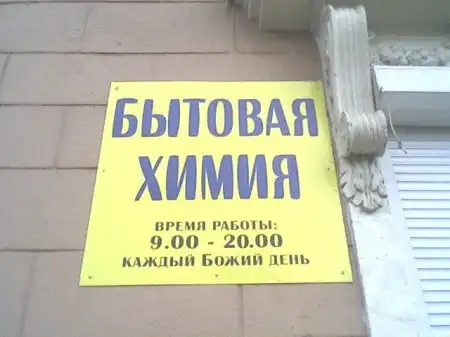 БЫТОВАЯ
ХИМИЯ
ВРЕМЯ РАБОТЫ:
9.00 - 20.00
КАЖДЫЙ БОЖИЙ ДЕНЬ